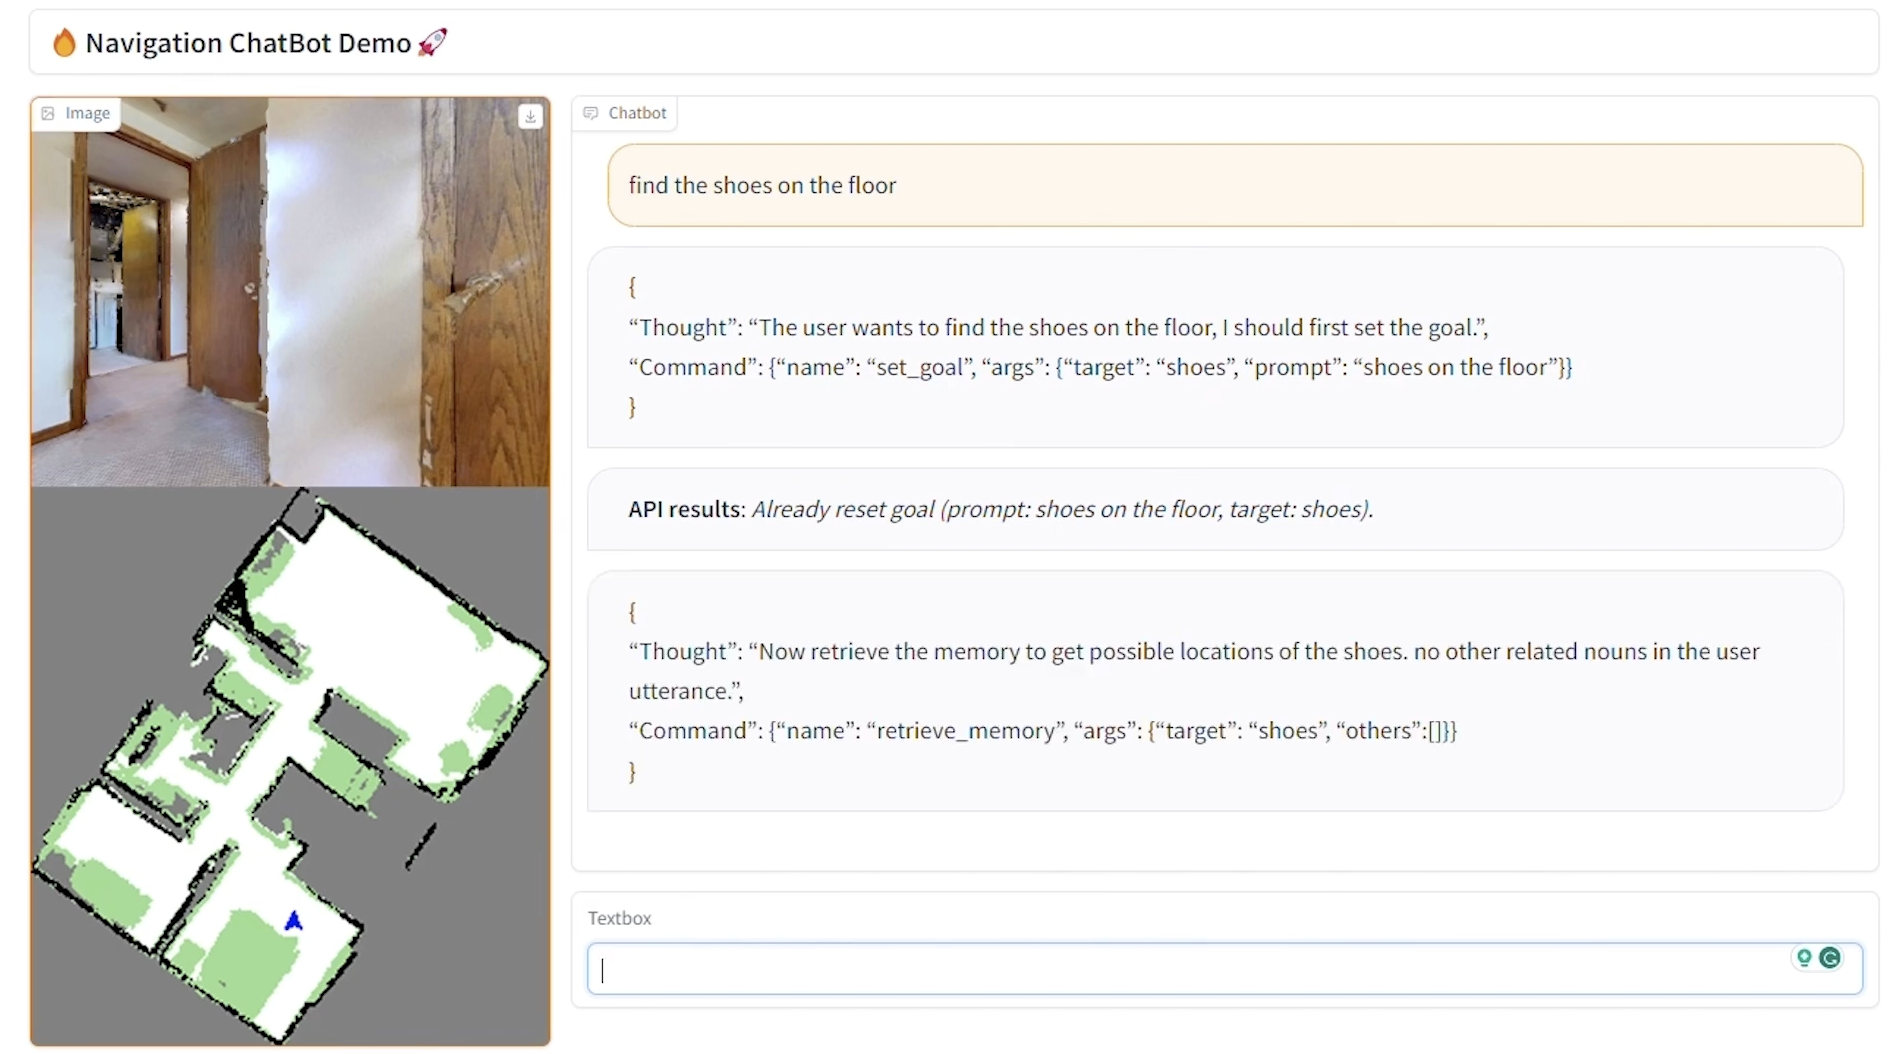 Navigation ChatBot Demo
Image
Chatbot
find the shoes on the floor
{
“Thought”: “The user wants to find the shoes on the floor, I should first set the goal.”,
“Command”: {“name”: “set_goal”, “args”: {“target”: “shoes”, “prompt”: “shoes on the floor”}}
}
API results: Already reset goal (prompt: shoes on the floor, target: shoes).
{
“Thought”: “Now retrieve the memory to get possible locations of the shoes. no other related nouns in the user
utterance.”,
“Command”: {“name”: “retrieve_memory”, “args”: {“target”: “shoes”, “others”:[]}}
}
Textbox